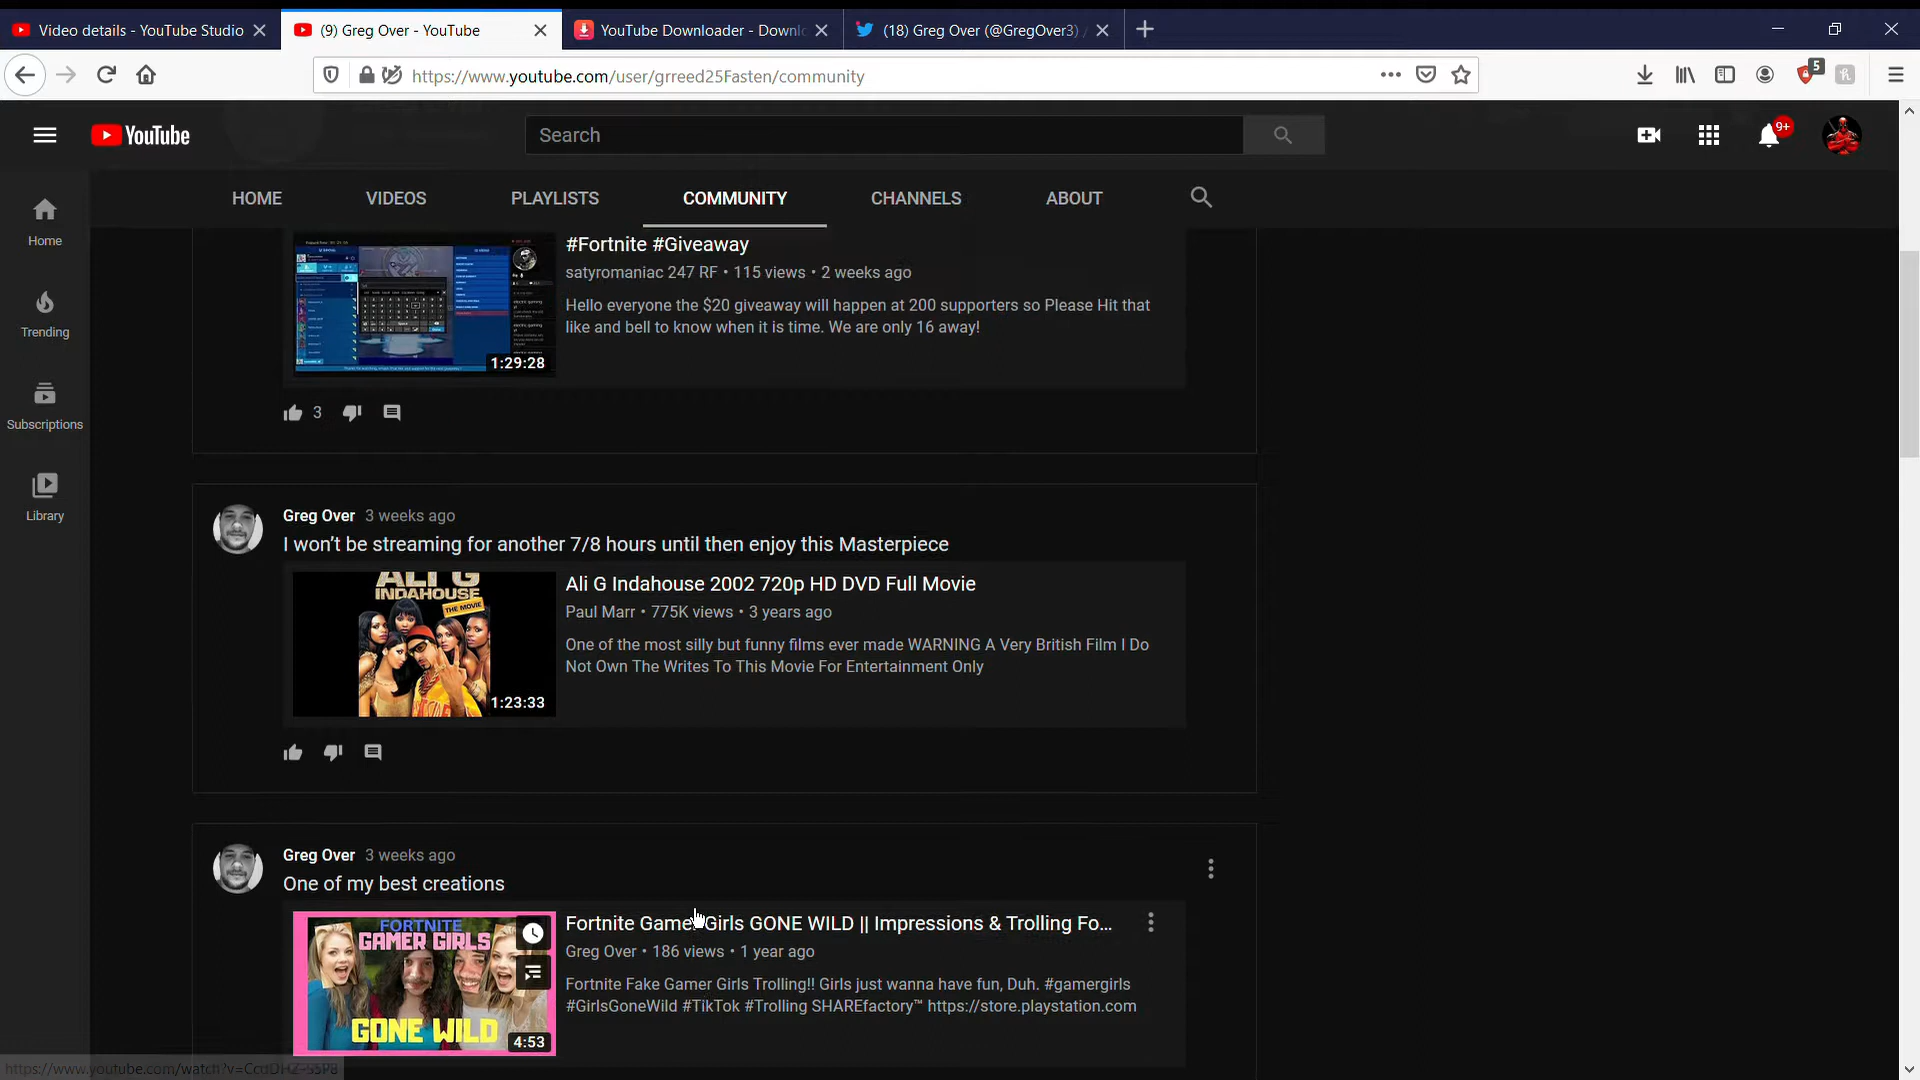 Video details - YouTube Studio
(9) Greg Over - YouTube
YouTube Downloader - Downl
(18) Greg Over (@GregOver3) /
https://www.youtube.com/user/grreed25Fasten/community
5
YouTube
Search
9+
HOME
VIDEOS
PLAYLISTS
COMMUNITY
CHANNELS
ABOUT
Home
Trending
Subscriptions
Library
#Fortnite #Giveaway
satyromaniac 247 RF • 115 views • 2 weeks ago
Hello everyone the $20 giveaway will happen at 200 supporters so Please Hit that
like and bell to know when it is time. We are only 16 away!
1:29:28
3
Greg Over 3 weeks ago
I won't be streaming for another 7/8 hours until then enjoy this Masterpiece
ALI G
INDAHOUSE
THE MOVIE
1:23:33
Ali G Indahouse 2002 720p HD DVD Full Movie
Paul Marr • 775K views • 3 years ago
One of the most silly but funny films ever made WARNING A Very British Film I Do
Not Own The Writes To This Movie For Entertainment Only
Greg Over 3 weeks ago
One of my best creations
FORTNITE
GAMER GIRLS
GONE WILD
4:53
Fortnite Gamer Girls GONE WILD || Impressions & Trolling Fo...
Greg Over • 186 views • 1 year ago
Fortnite Fake Gamer Girls Trolling!! Girls just wanna have fun, Duh. #gamergirls
#GirlsGoneWild #TikTok #Trolling SHAREfactory™ https://store.playstation.com